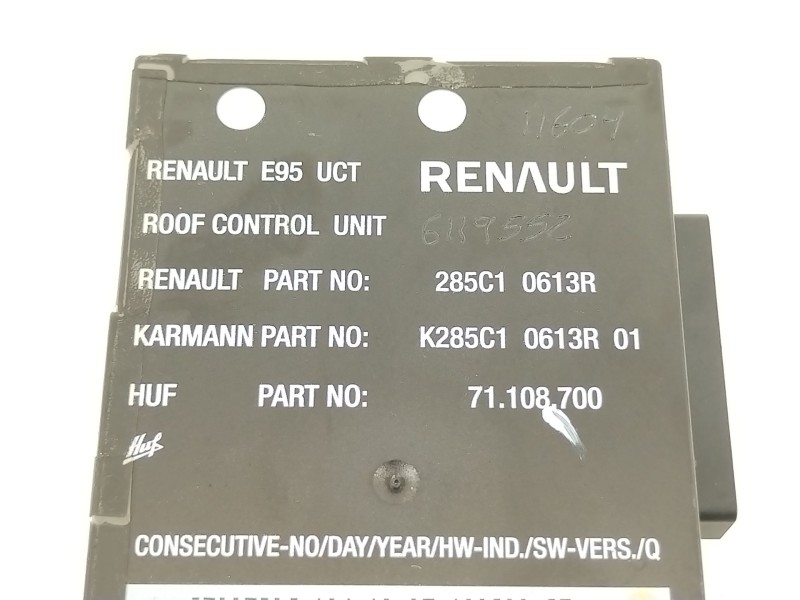 11604
RENAULT E95 UCT RENAULT
ROOF CONTROL UNIT 6119552
RENAULT PART NO: 285C1 0613R
KARMANN PART NO: K285C1 0613R 01
HUF PART NO: 71.108.700
Huf
CONSECUTIVE-NO/DAY/YEAR/HW-IND./SW-VERS./Q